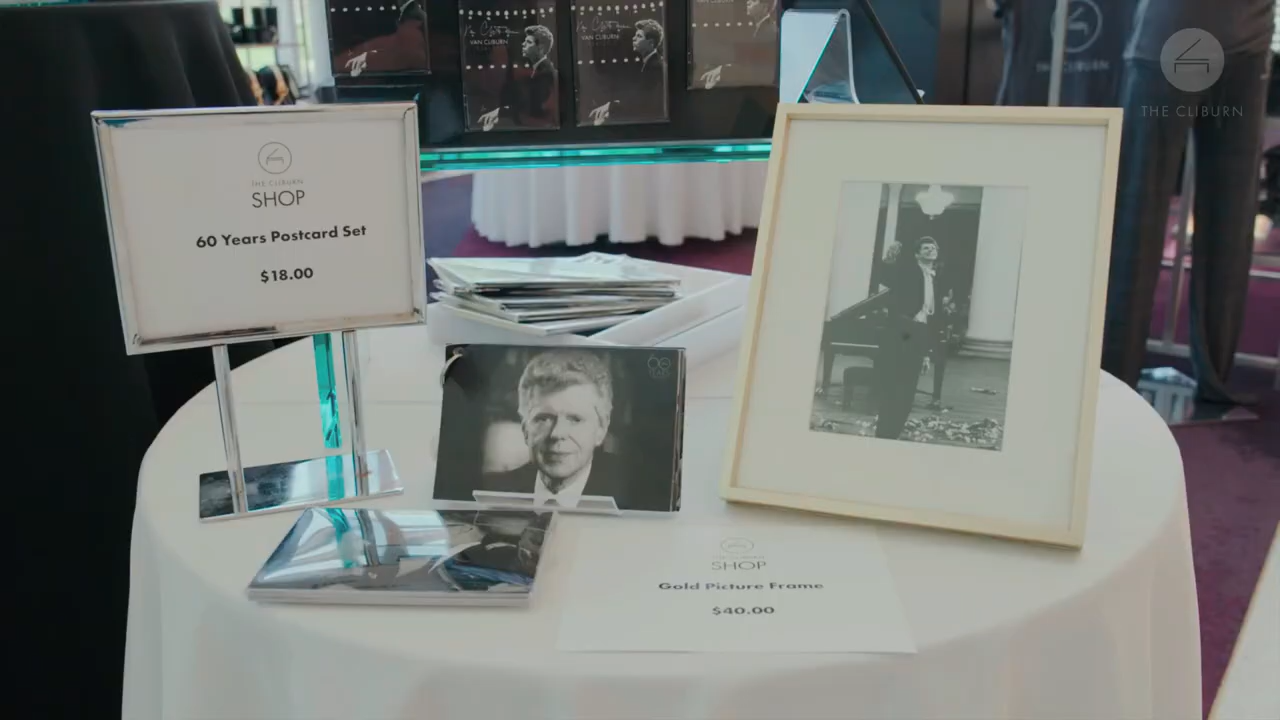 VAN CLIBURN
VAN CLIBURN
THE CLIBURN
THE CLIBURN
THE CLIBURN
SHOP
60 Years Postcard Set
$18.00
SHOP
Gold Picture Frame
$40.00